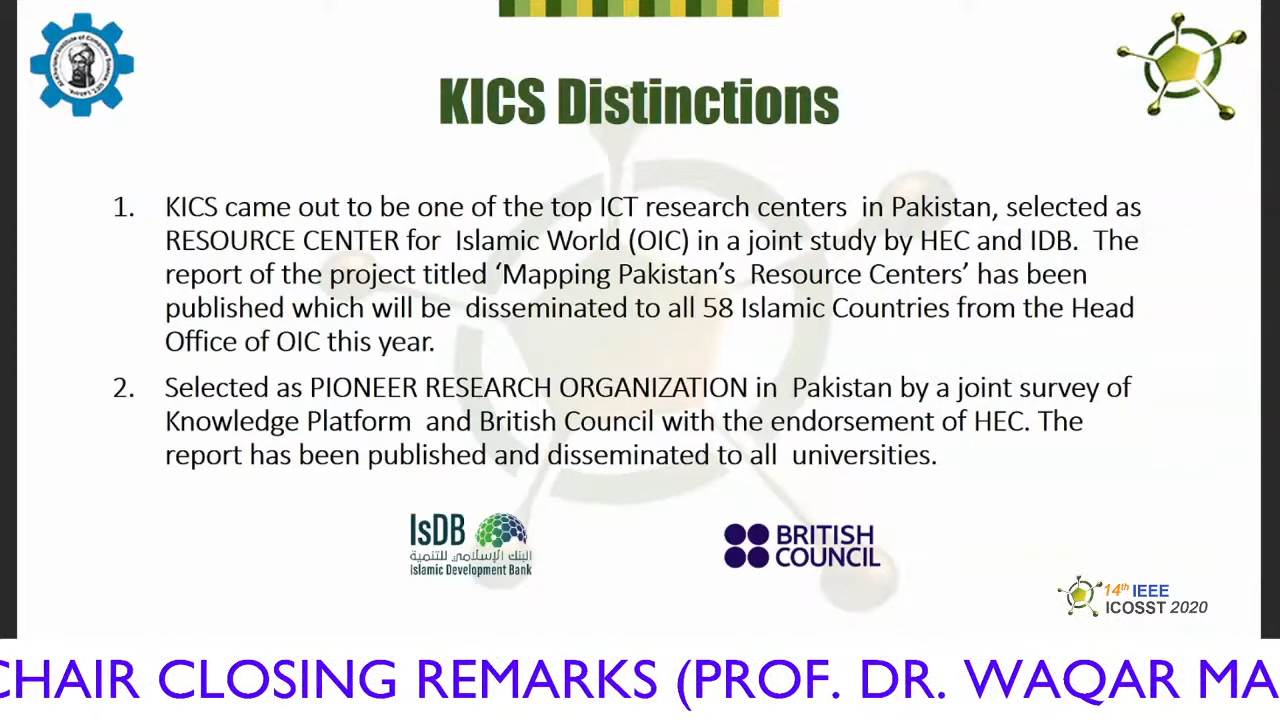 KICS Distinctions
1. KICS came out to be one of the top ICT research centers in Pakistan, selected as
RESOURCE CENTER for Islamic World (OIC) in a joint study by HEC and IDB. The
report of the project titled ‘Mapping Pakistan’s Resource Centers’ has been
published which will be disseminated to all 58 Islamic Countries from the Head
Office of OIC this year.
2. Selected as PIONEER RESEARCH ORGANIZATION in Pakistan by a joint survey of
Knowledge Platform and British Council with the endorsement of HEC. The
report has been published and disseminated to all universities.
IsDB
البنك الإسلامي للتنمية
Islamic Development Bank
BRITISH
COUNCIL
14th IEEE
ICOSST 2020
CHAIR CLOSING REMARKS (PROF. DR. WAQAR MA